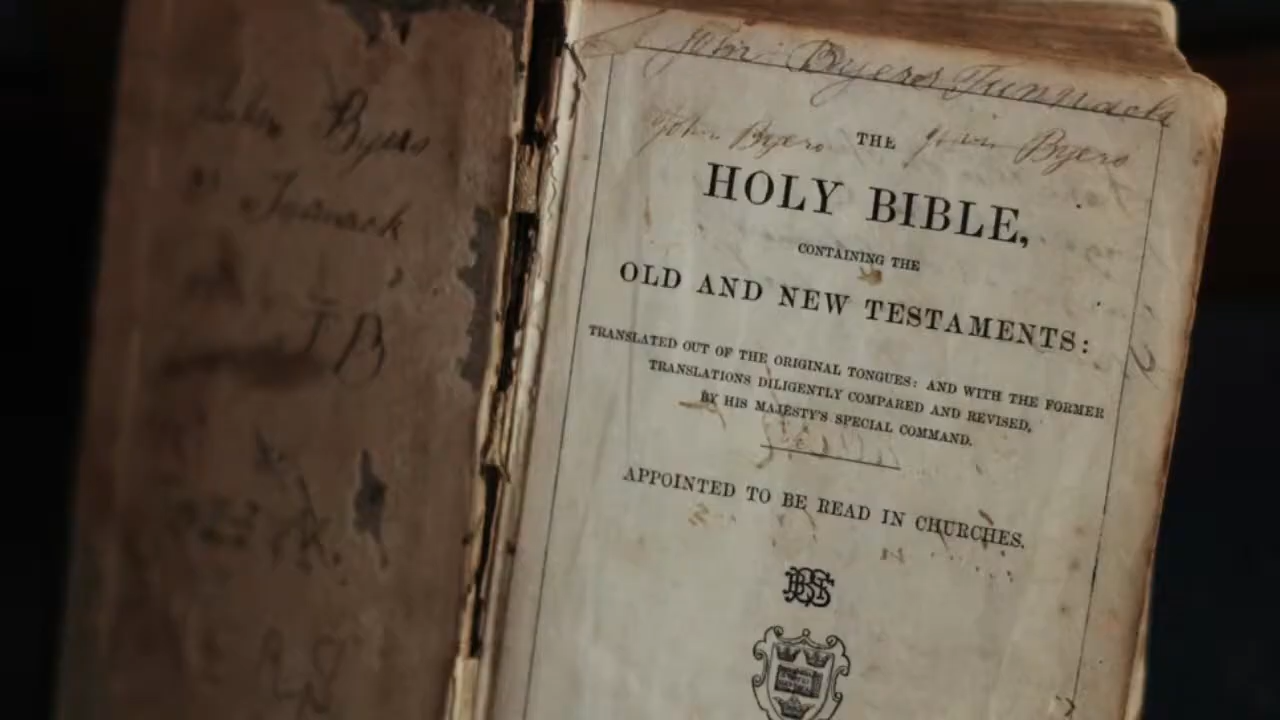 John Byers
Tunnack
J B
John Byers Tunnack
John Byers THE John Byers
HOLY BIBLE,
CONTAINING THE
OLD AND NEW TESTAMENTS:
TRANSLATED OUT OF THE ORIGINAL TONGUES: AND WITH THE FORMER
TRANSLATIONS DILIGENTLY COMPARED AND REVISED,
BY HIS MAJESTY'S SPECIAL COMMAND.
APPOINTED TO BE READ IN CHURCHES.